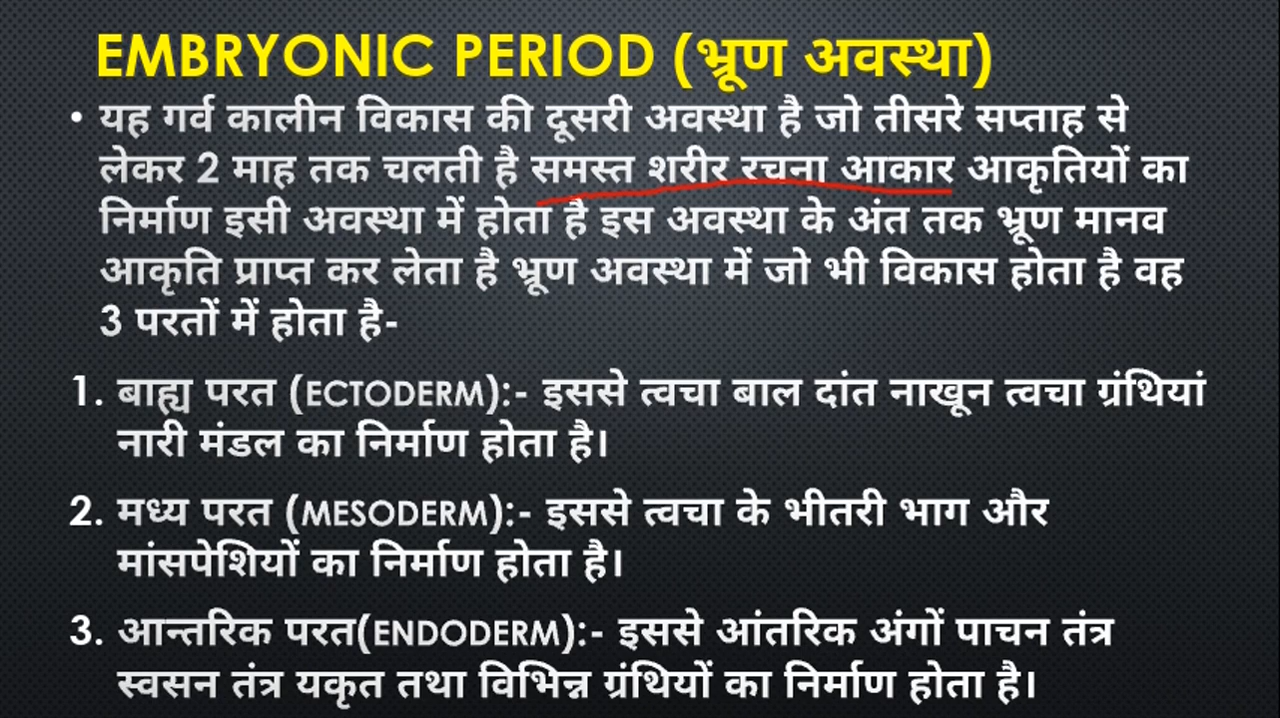 EMBRYONIC PERIOD (भ्रूण अवस्था)
• यह गर्व कालीन विकास की दूसरी अवस्था है जो तीसरे सप्ताह से
लेकर 2 माह तक चलती है समस्त शरीर रचना आकार आकृतियों का
निर्माण इसी अवस्था में होता है इस अवस्था के अंत तक भ्रूण मानव
आकृति प्राप्त कर लेता है भ्रूण अवस्था में जो भी विकास होता है वह
3 परतों में होता है-
1. बाह्य परत (ECTODERM):- इससे त्वचा बाल दांत नाखून त्वचा ग्रंथियां
नारी मंडल का निर्माण होता है।
2. मध्य परत (MESODERM):- इससे त्वचा के भीतरी भाग और
मांसपेशियों का निर्माण होता है।
3. आन्तरिक परत(ENDODERM):- इससे आंतरिक अंगों पाचन तंत्र
स्वसन तंत्र यकृत तथा विभिन्न ग्रंथियों का निर्माण होता है।